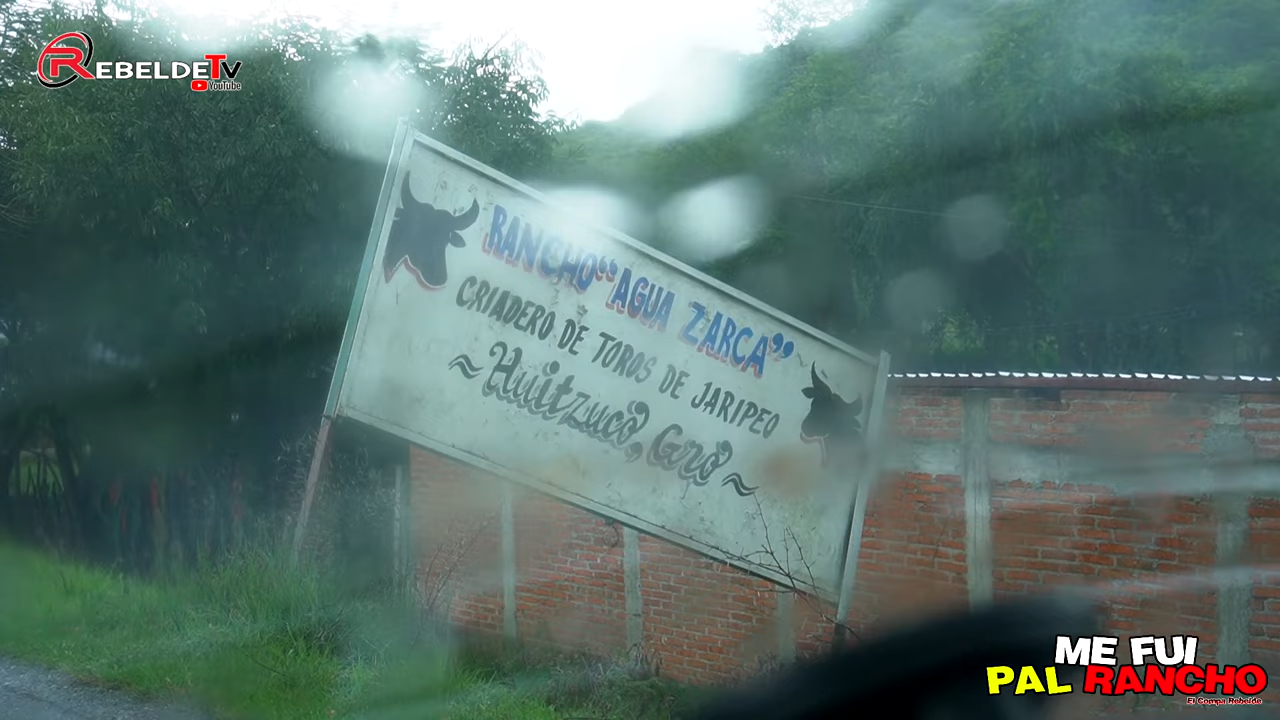 REBELDETV
YouTube
RANCHO "AGUA ZARCA"
CRIADERO DE TOROS DE JARIPEO
~Huitzuco, Gro~
ME FUI
PAL RANCHO
El Compa Rebelde